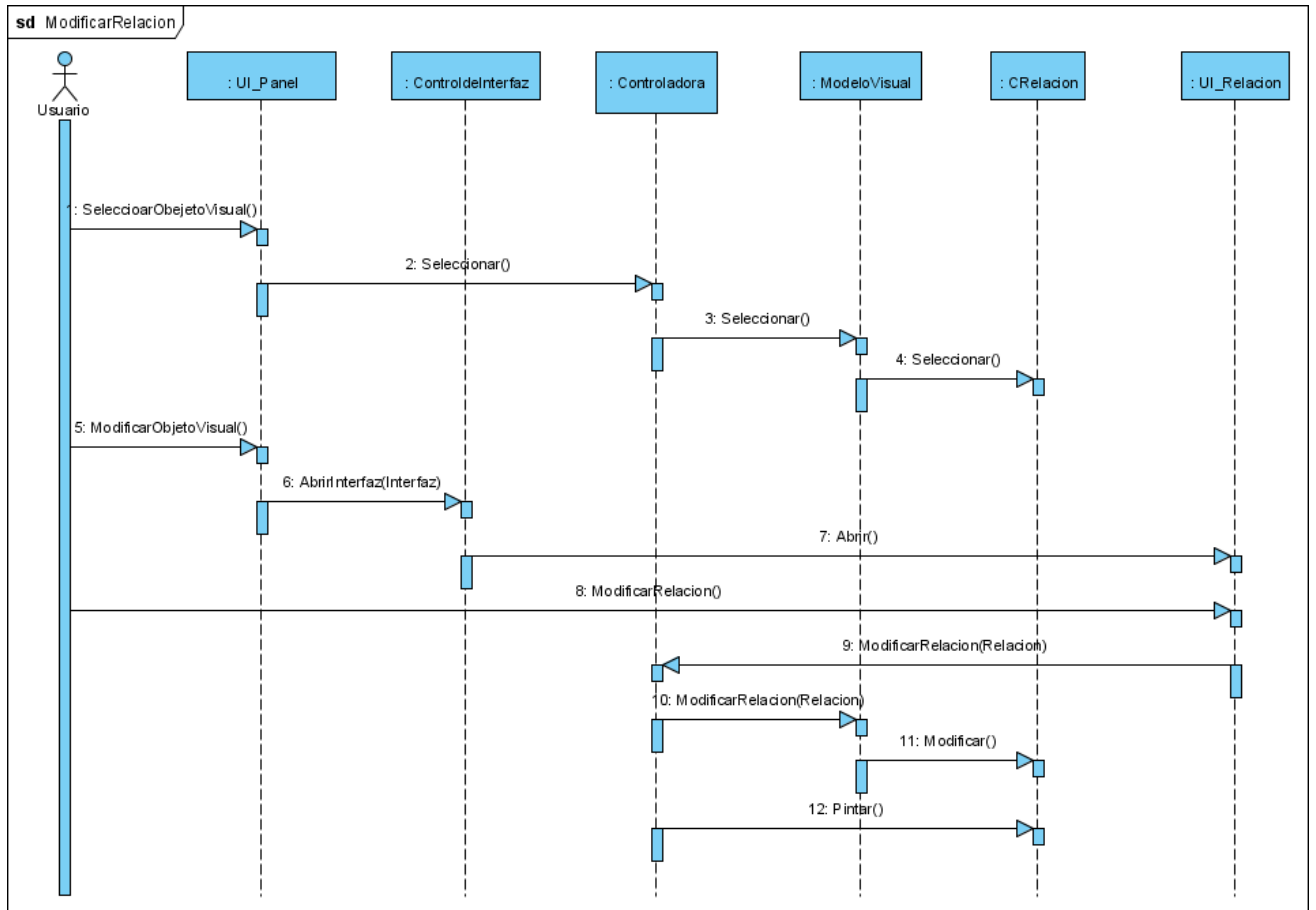 sd ModificarRelacion
Usuario
: UI_Panel
: ControldeInterfaz
: Controladora
: ModeloVisual
: CRelacion
: UI_Relacion
1: SeleccioarObejetoVisual()
2: Seleccionar()
3: Seleccionar()
4: Seleccionar()
5: ModificarObjetoVisual()
6: AbrirInterfaz(Interfaz)
7: Abrir()
8: ModificarRelacion()
9: ModificarRelacion(Relacion)
10: ModificarRelacion(Relacion)
11: Modificar()
12: Pintar()